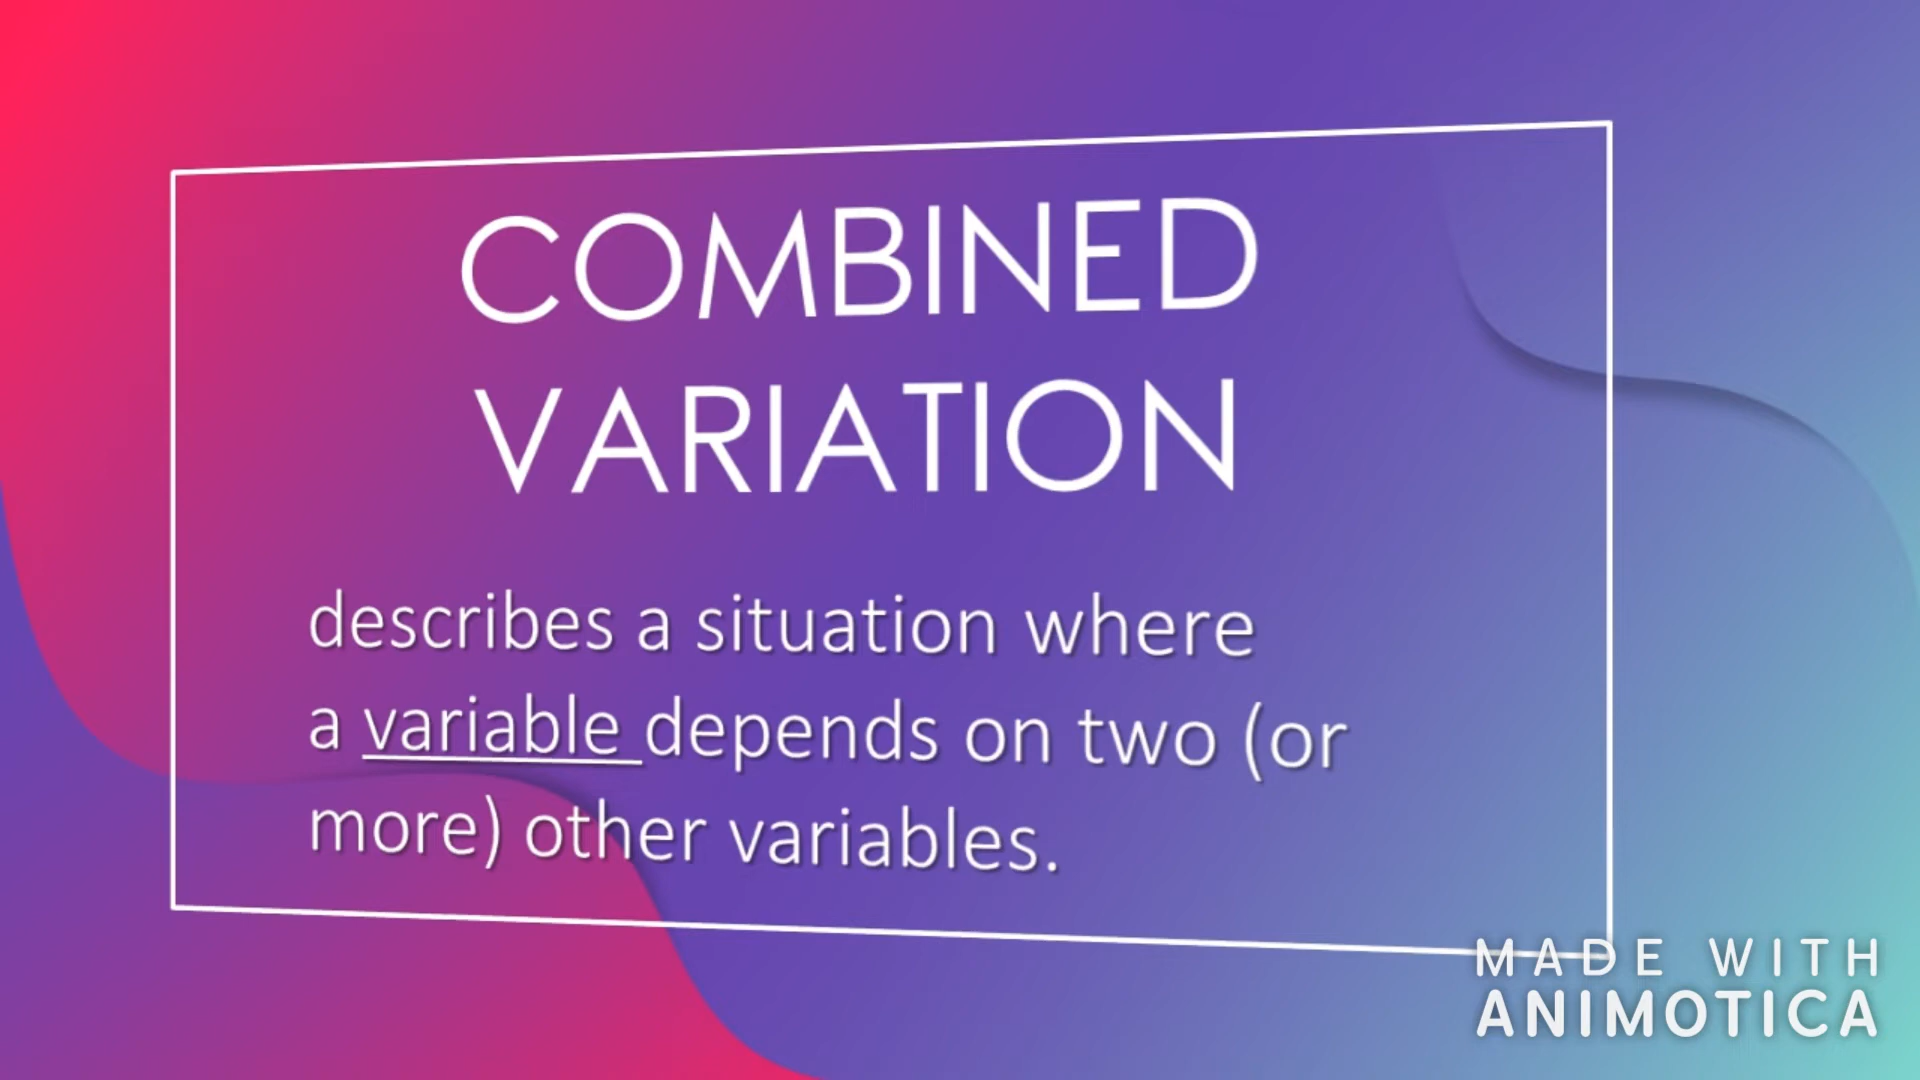 COMBINED
VARIATION
describes a situation where
a variable depends on two (or
more) other variables.
MADE WITH
ANIMOTICA